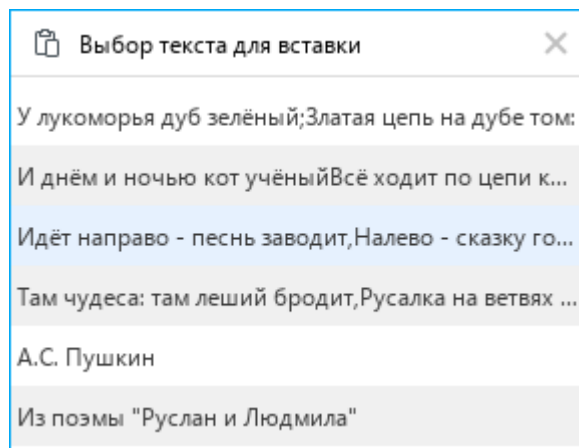 Выбор текста для вставки
У лукоморья дуб зелёный;Златая цепь на дубе том:
И днём и ночью кот учёныйВсё ходит по цепи к...
Идёт направо - песнь заводит,Налево - сказку го...
Там чудеса: там леший бродит,Русалка на ветвях ...
А.С. Пушкин
Из поэмы "Руслан и Людмила"